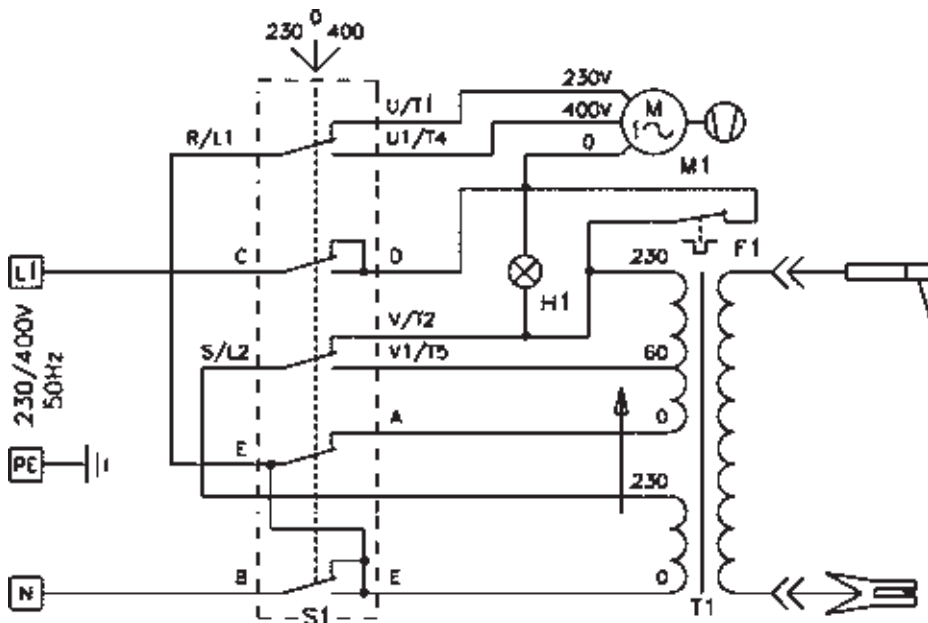 230 0 400
U/T1
U1/T4
R/L1
230V
400V
0
M
M1
C
D
L1
230/400V
50Hz
PE
N
F1
H1
230
V/T2
S/L2
V1/T5
60
A
0
E
230
B
E
0
S1
T1